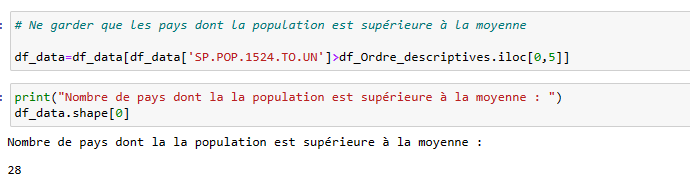 # Ne garder que les pays dont la population est supérieure à la moyenne
df_data=df_data[df_data['SP.POP.1524.TO.UN']>df_Ordre_descriptives.iloc[0,5]]
print("Nombre de pays dont la la population est supérieure à la moyenne : ")
df_data.shape[0]
Nombre de pays dont la la population est supérieure à la moyenne :
28